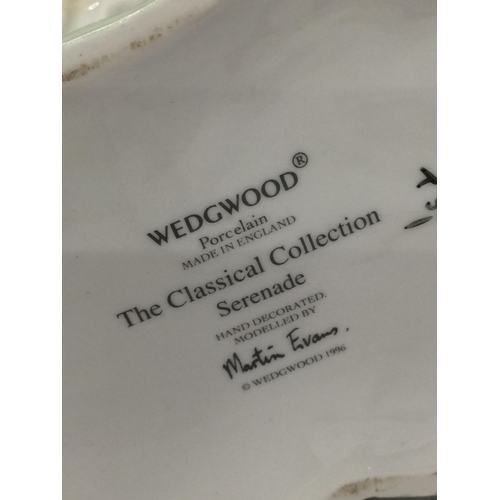 WEDGWOOD®
Porcelain
MADE IN ENGLAND
The Classical Collection
Serenade
HAND DECORATED.
MODELLED BY
Martin Evans.
© WEDGWOOD 1996